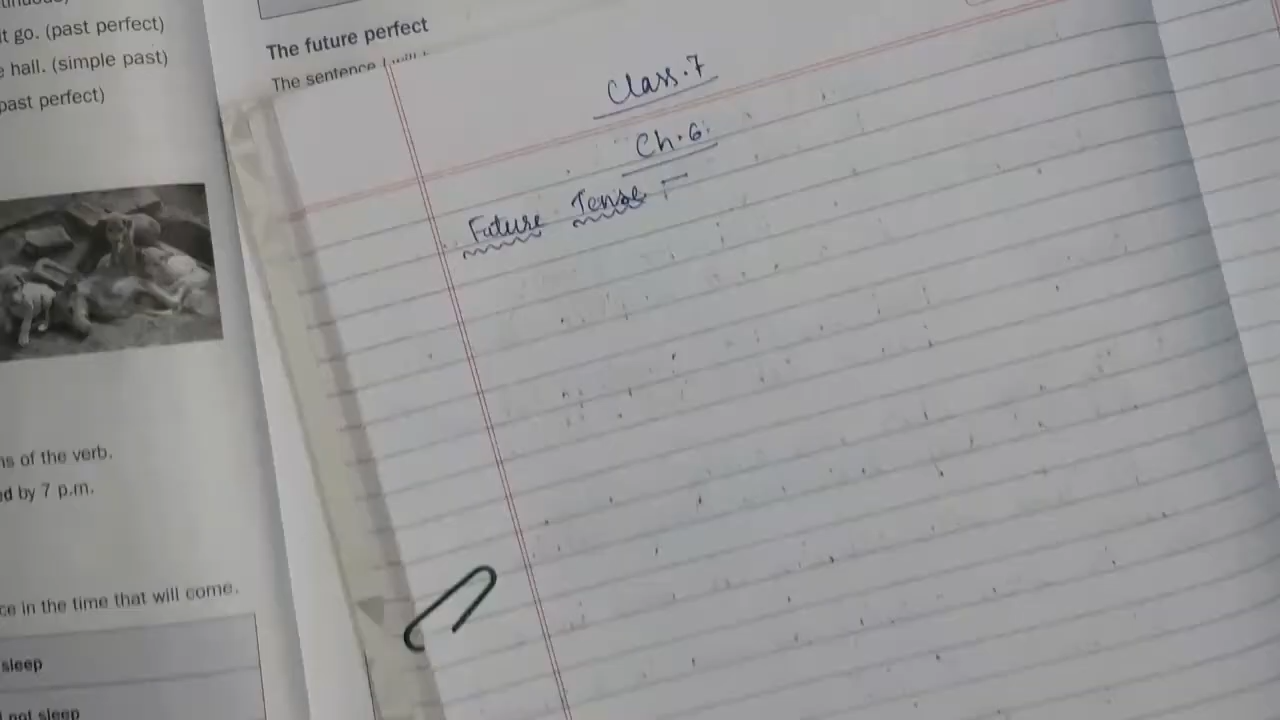 it go. (past perfect)
hall. (simple past)
past perfect)
of the verb.
by 7 p.m.
in the time that will come.
sleep
not sleep
The future perfect
The sentence
Class.7
Ch.6.
Future Tense